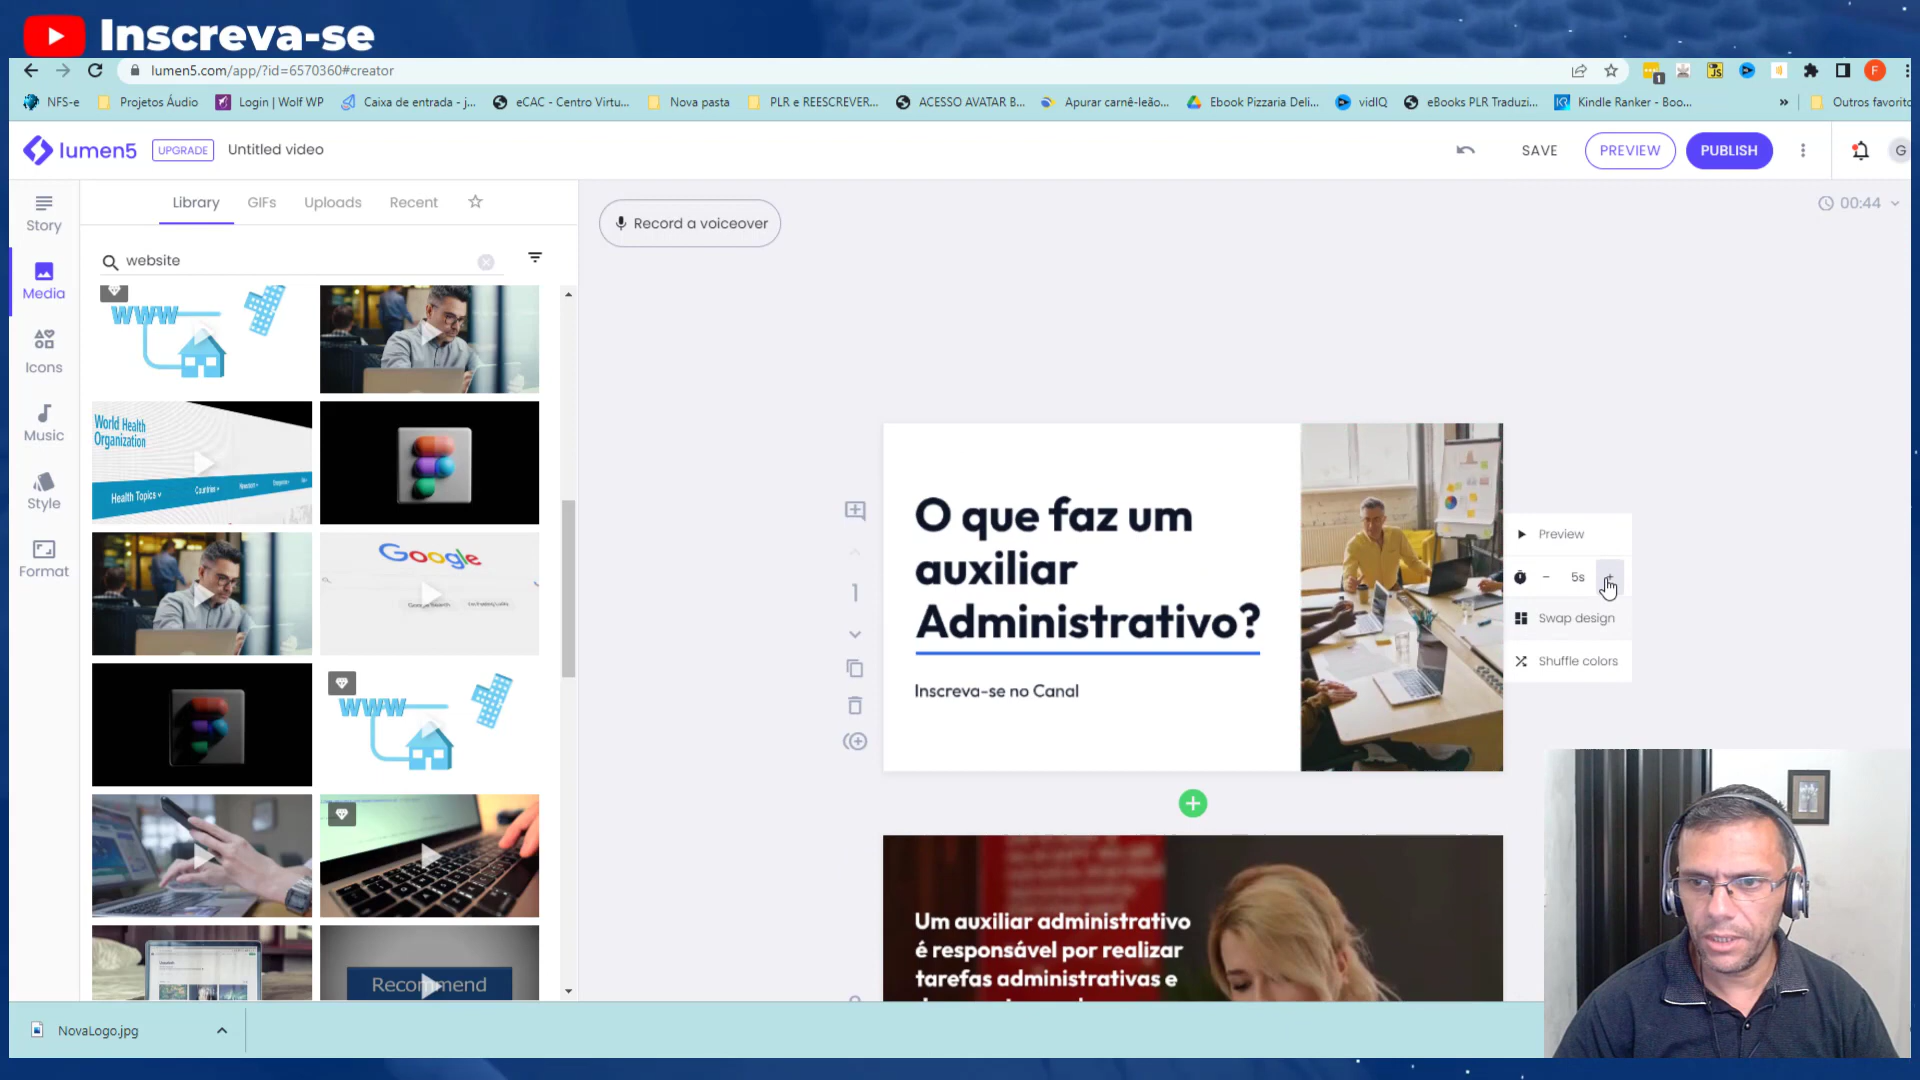 Inscreva-se
lumen5.com/app/?id=6570360#creator
1
JS
F
NFS-e
Projetos Áudio
Login | Wolf WP
Caixa de entrada - j...
eCAC - Centro Virtu...
Nova pasta
PLR e REESCREVER...
ACESSO AVATAR B...
Apurar carnê-leão...
Ebook Pizzaria Deli...
vidIQ
eBooks PLR Traduzi...
Kindle Ranker - Boo...
»
Outros favorito
lumen5
UPGRADE
Untitled video
SAVE
PREVIEW
PUBLISH
G
Story
Media
Icons
Music
Style
Format
Library
GIFs
Uploads
Recent
website
WWW
World Health
Organization
Health Topics
Countries
Google
WWW
Recommend
Record a voiceover
00:44
1
O que faz um
auxiliar
Administrativo?
Inscreva-se no Canal
Preview
- 5s +
Swap design
Shuffle colors
Um auxiliar administrativo
é responsável por realizar
tarefas administrativas e
NovaLogo.jpg